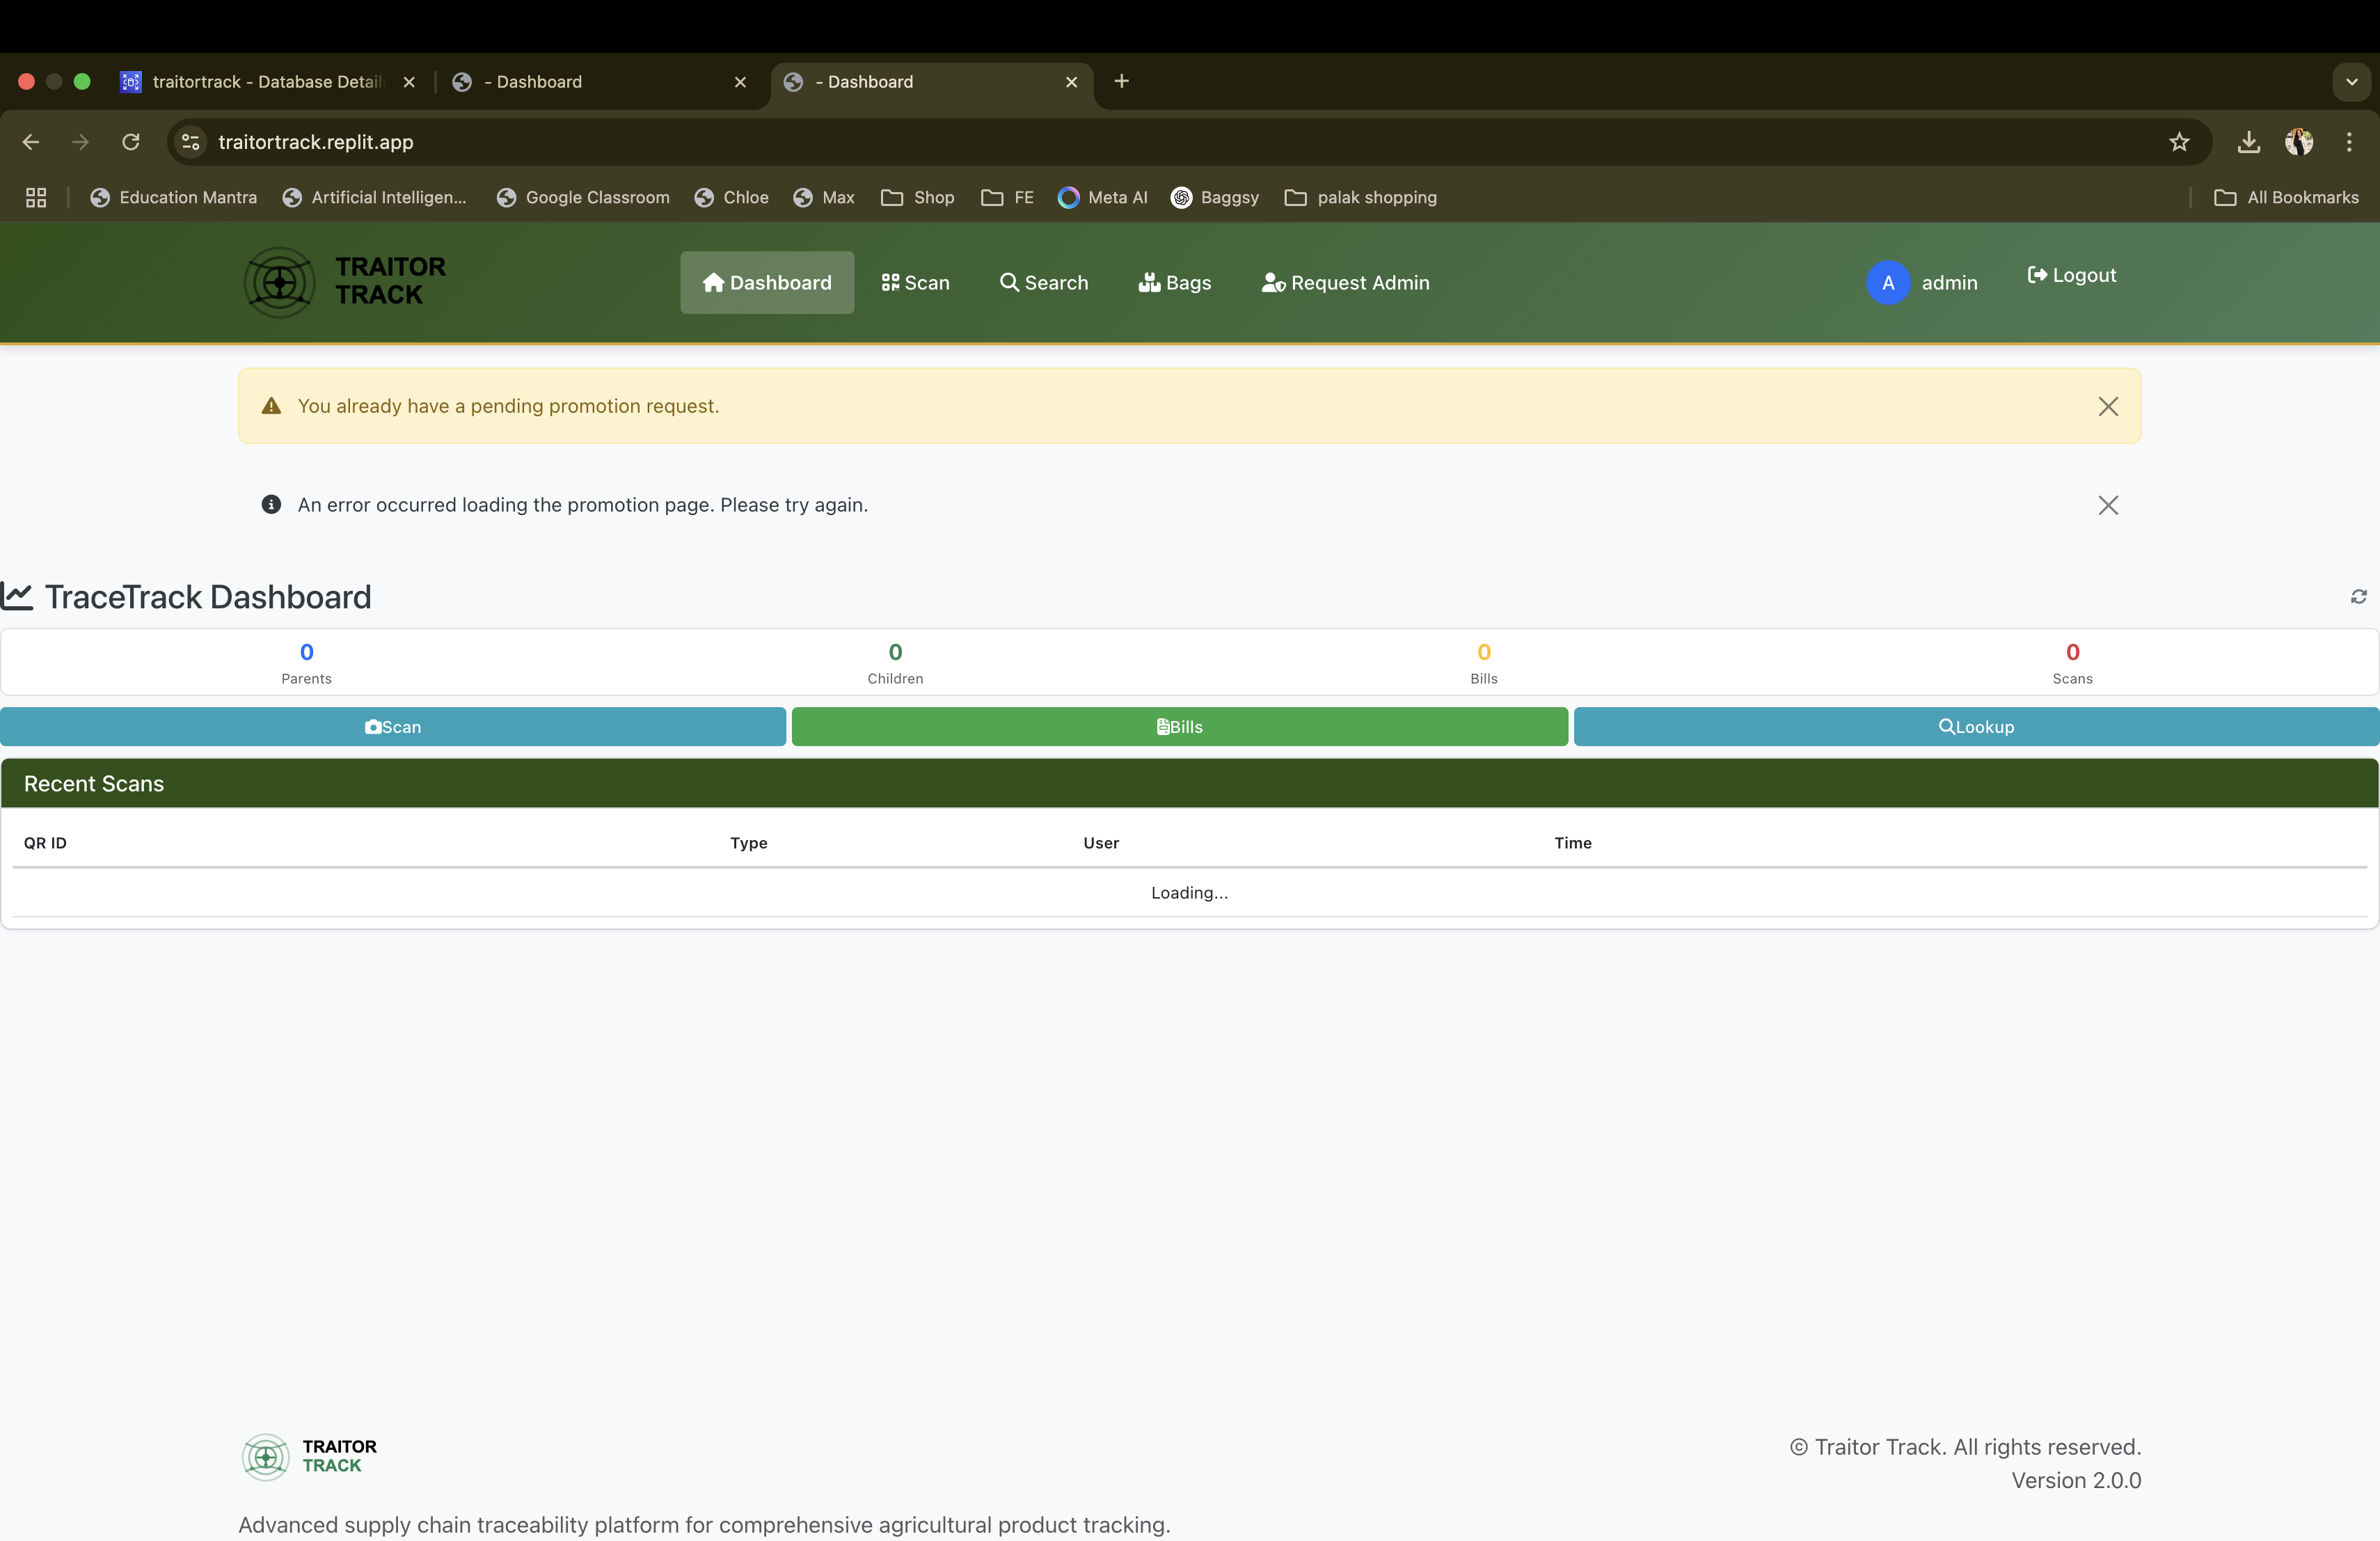 traitortrack - Database Detail
- Dashboard
- Dashboard
traitortrack.replit.app
Education Mantra
Artificial Intelligen...
Google Classroom
Chloe
Max
Shop
FE
Meta AI
Baggsy
palak shopping
All Bookmarks
TRAITOR
TRACK
Dashboard
Scan
Search
Bags
Request Admin
A
admin
Logout
You already have a pending promotion request.
An error occurred loading the promotion page. Please try again.
TraceTrack Dashboard
0
Parents
0
Children
0
Bills
0
Scans
Scan
Bills
Lookup
Recent Scans
QR ID Type User Time
Loading...
TRAITOR
TRACK
© Traitor Track. All rights reserved.
Version 2.0.0
Advanced supply chain traceability platform for comprehensive agricultural product tracking.